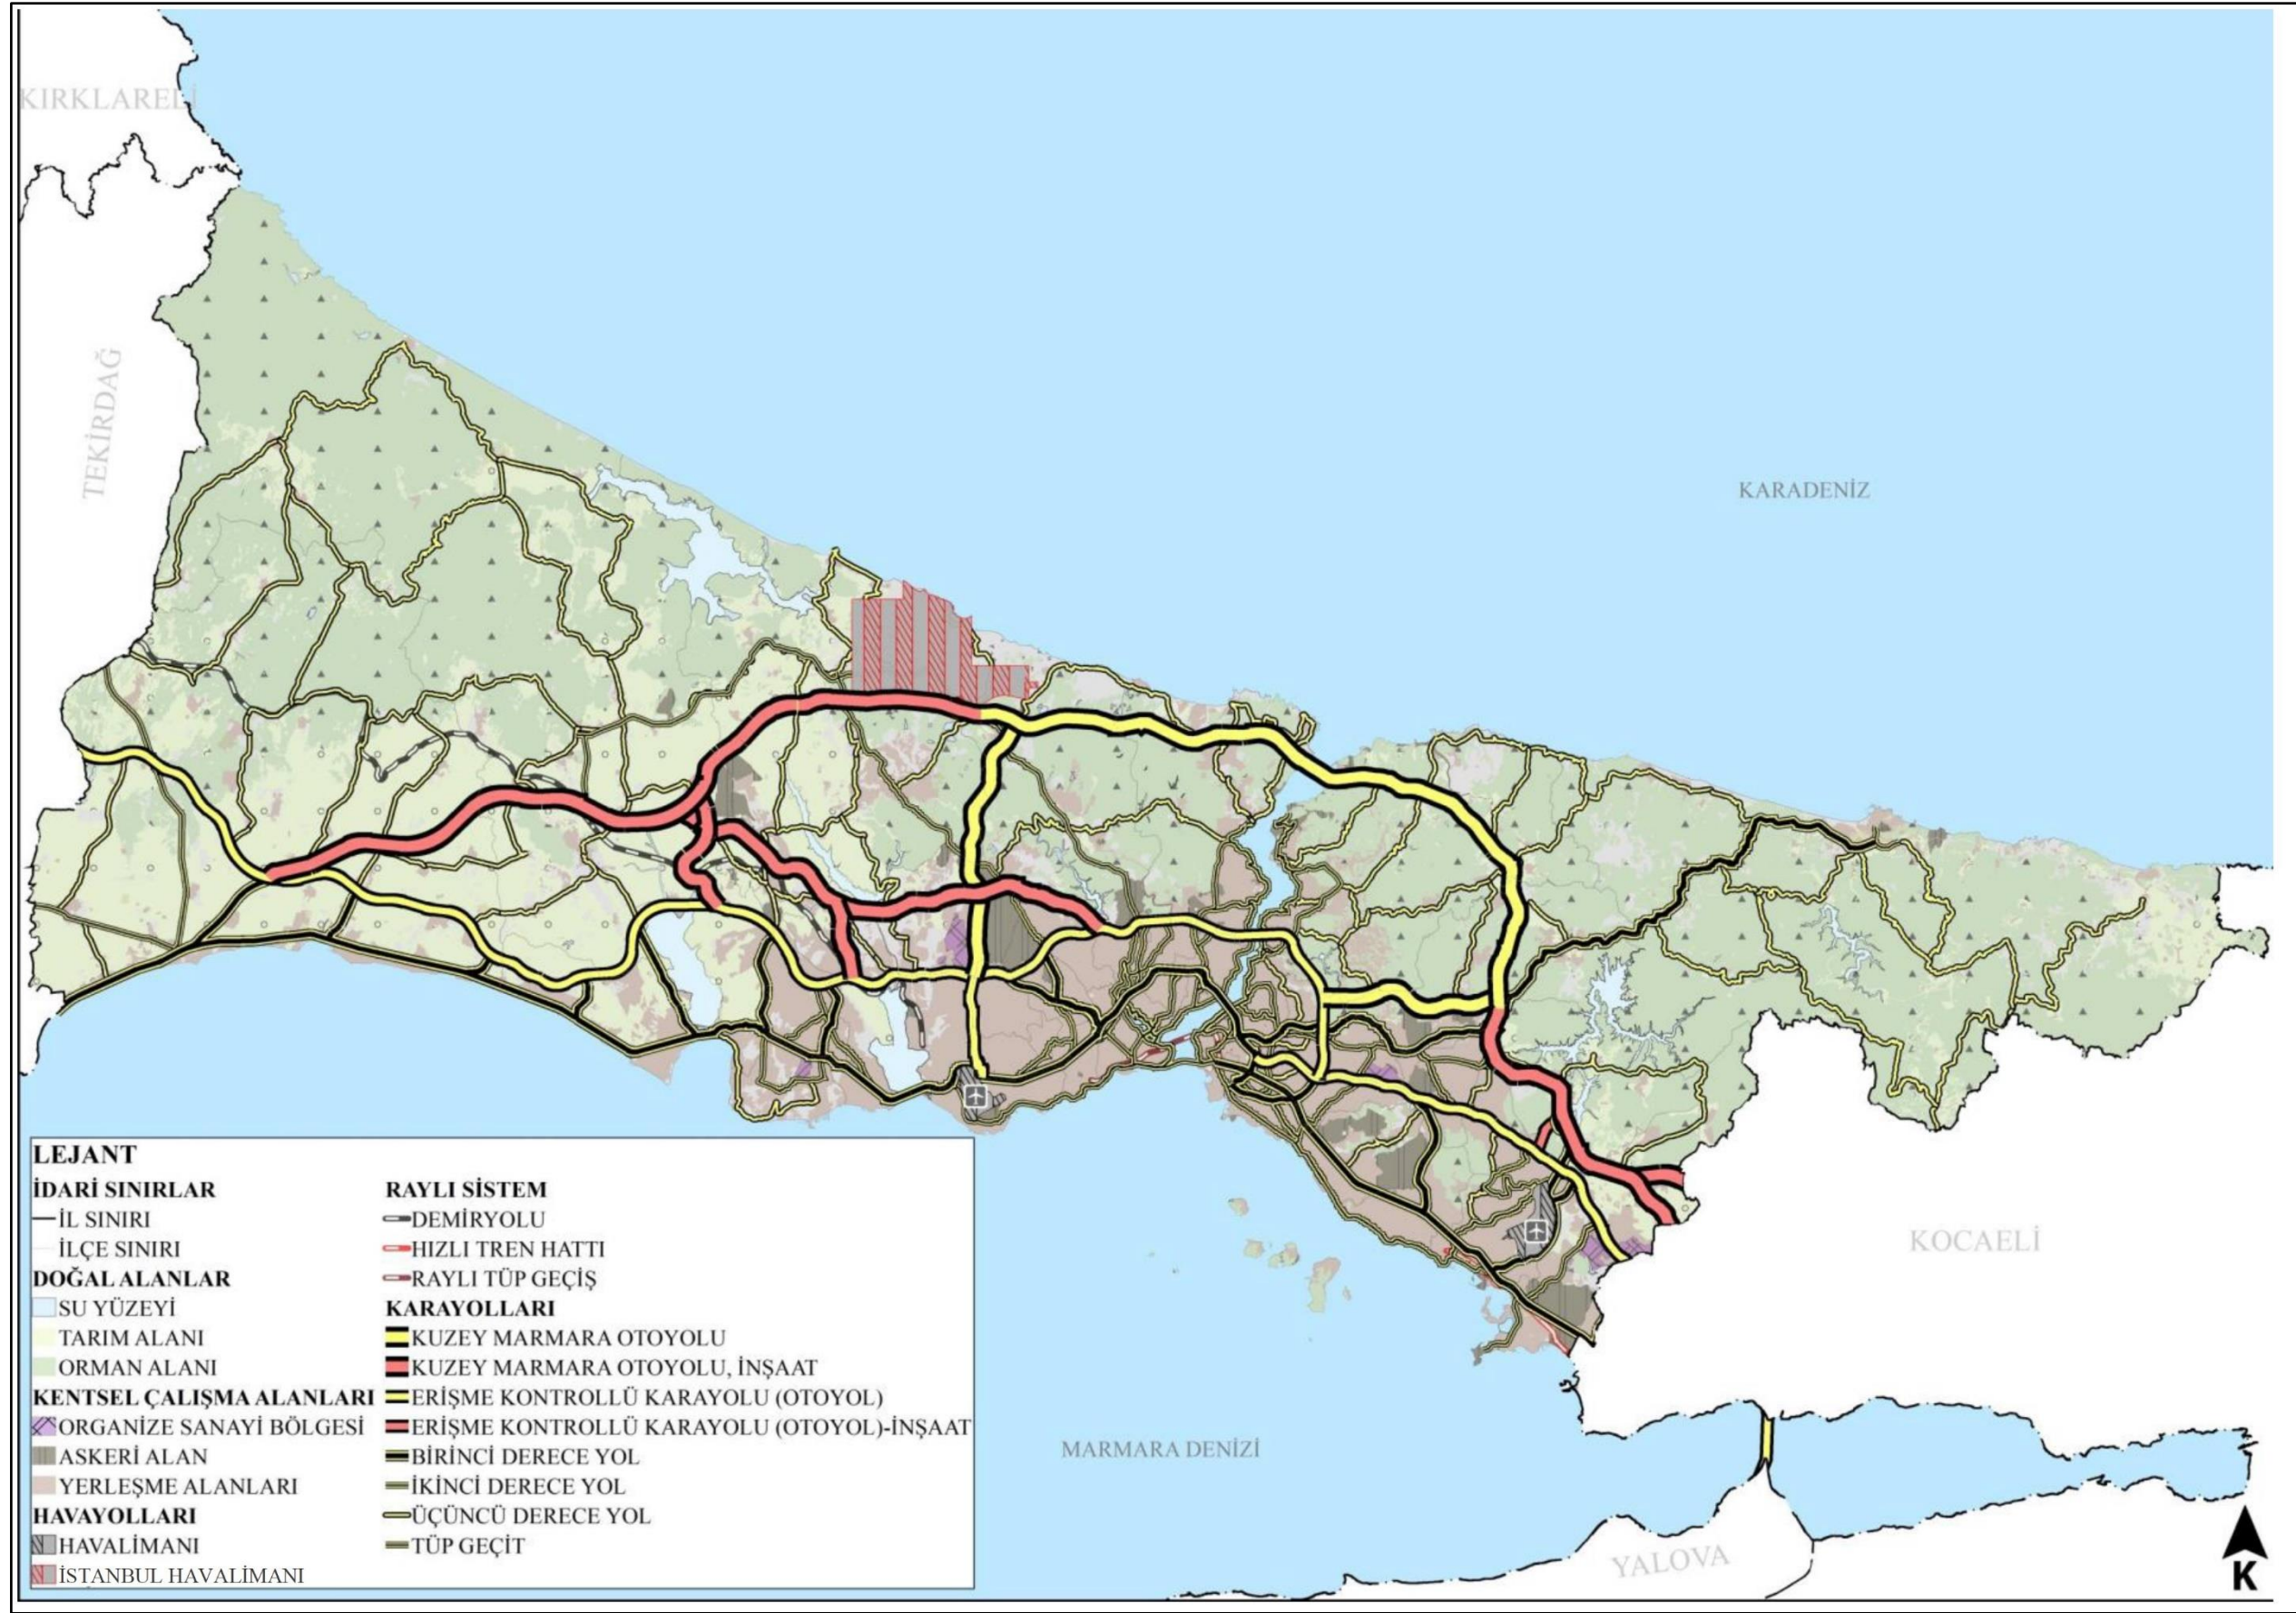 KIRKLARELİ
TEKİRDAĞ
KARADENİZ
KOCAELİ
MARMARA DENİZİ
YALOVA
K
LEJANT
İDARİ SINIRLAR
İL SINIRI
İLÇE SINIRI
DOĞAL ALANLAR
SU YÜZEYİ
TARIM ALANI
ORMAN ALANI
KENTSEL ÇALIŞMA ALANLARI
ORGANİZE SANAYİ BÖLGESİ
ASKERİ ALAN
YERLEŞME ALANLARI
HAVAYOLLARI
HAVALİMANI
İSTANBUL HAVALİMANI
RAYLI SİSTEM
DEMİRYOLU
HIZLI TREN HATTI
RAYLI TÜP GEÇİŞ
KARAYOLLARI
KUZEY MARMARA OTOYOLU
KUZEY MARMARA OTOYOLU, İNŞAAT
ERİŞME KONTROLLÜ KARAYOLU (OTOYOL)
ERİŞME KONTROLLÜ KARAYOLU (OTOYOL)-İNŞAAT
BİRİNCİ DERECE YOL
İKİNCİ DERECE YOL
ÜÇÜNCÜ DERECE YOL
TÜP GEÇİT